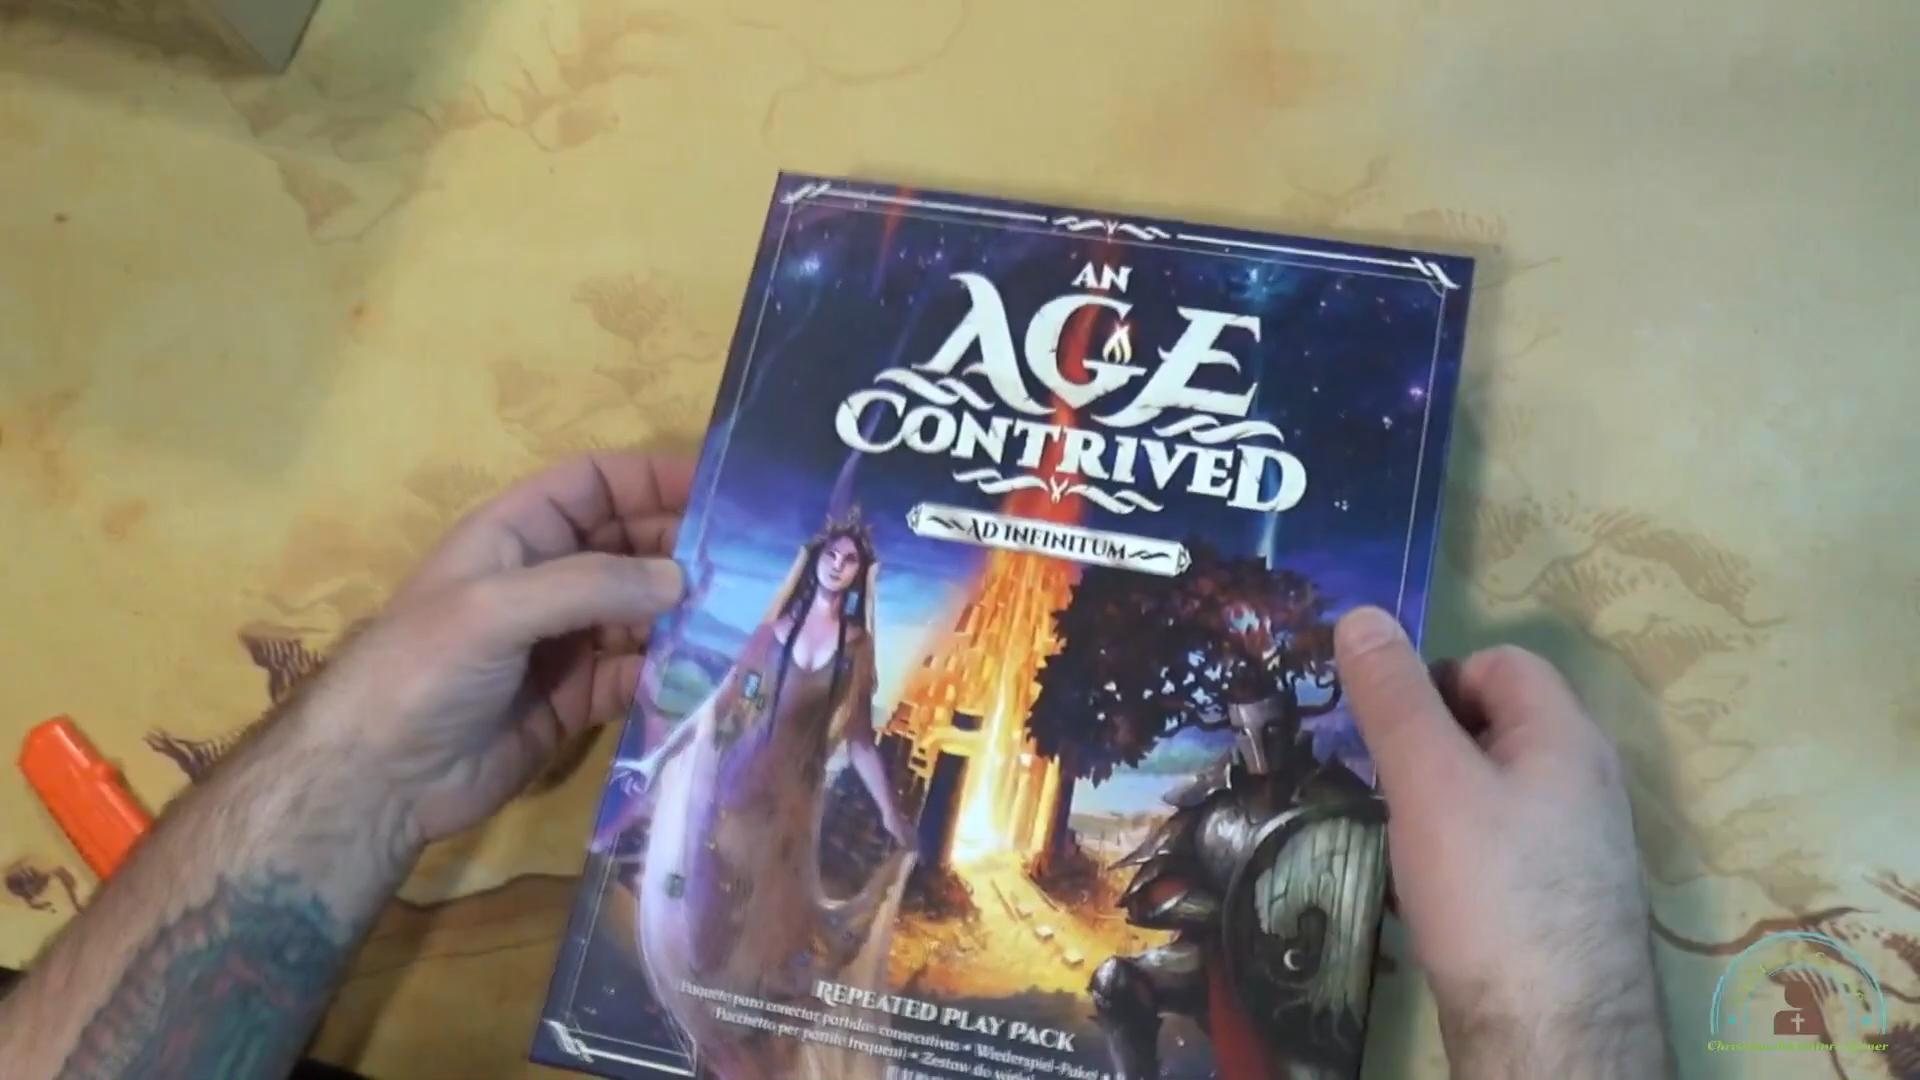 AN
AGE
CONTRIVED
AD INFINITUM
REPEATED PLAY PACK
Paquete para conectar partidas consecutivas • Wiederspiel-Paket •
Pacchetto per partite frequenti • Zestaw do
Christian